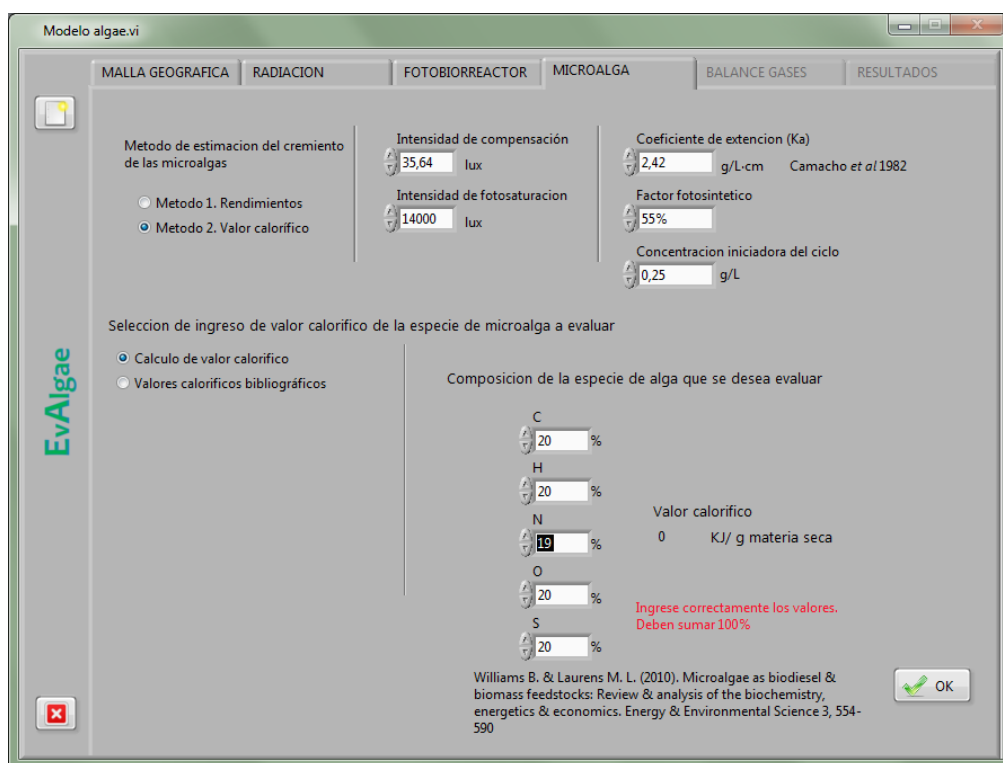 Modelo algae.vi
MALLA GEOGRAFICA
RADIACION
FOTOBIORREACTOR
MICROALGA
BALANCE GASES
RESULTADOS
Metodo de estimacion del cremiento
de las microalgas
Metodo 1. Rendimientos
Metodo 2. Valor calorífico
Intensidad de compensación
35,64 lux
Intensidad de fotosaturacion
14000 lux
Coeficiente de extencion (Ka)
2,42 g/L·cm Camacho et al 1982
Factor fotosintetico
55%
Concentracion iniciadora del ciclo
0,25 g/L
EvAlgae
Seleccion de ingreso de valor calorifico de la especie de microalga a evaluar
Calculo de valor calorifico
Valores calorificos bibliográficos
Composicion de la especie de alga que se desea evaluar
C
20 %
H
20 %
N
19 %
O
20 %
S
20 %
Valor calorifico
0 KJ/ g materia seca
Ingrese correctamente los valores.
Deben sumar 100%
Williams B. & Laurens M. L. (2010). Microalgae as biodiesel &
biomass feedstocks: Review & analysis of the biochemistry,
energetics & economics. Energy & Environmental Science 3, 554-
590
OK